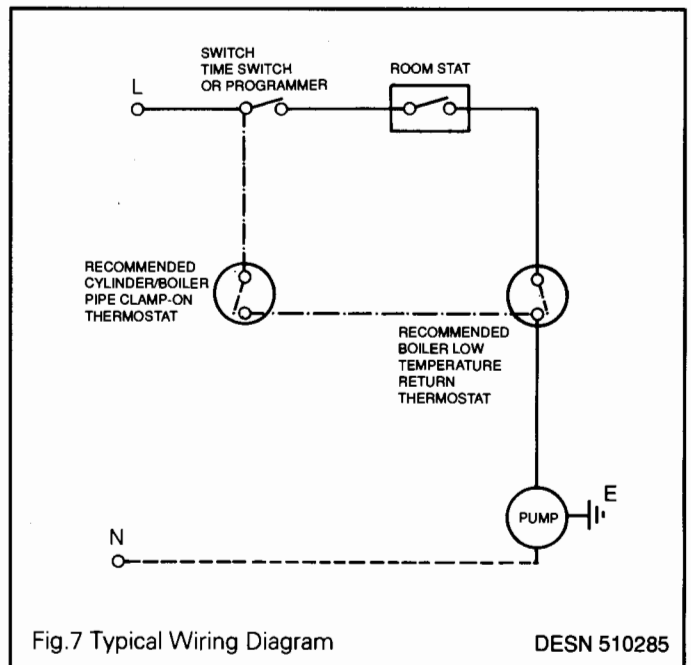 SWITCH
TIME SWITCH
OR PROGRAMMER
ROOM STAT
L
RECOMMENDED
CYLINDER/BOILER
PIPE CLAMP-ON
THERMOSTAT
RECOMMENDED
BOILER LOW
TEMPERATURE
RETURN
THERMOSTAT
E
PUMP
N
Fig.7 Typical Wiring Diagram
DESN 510285